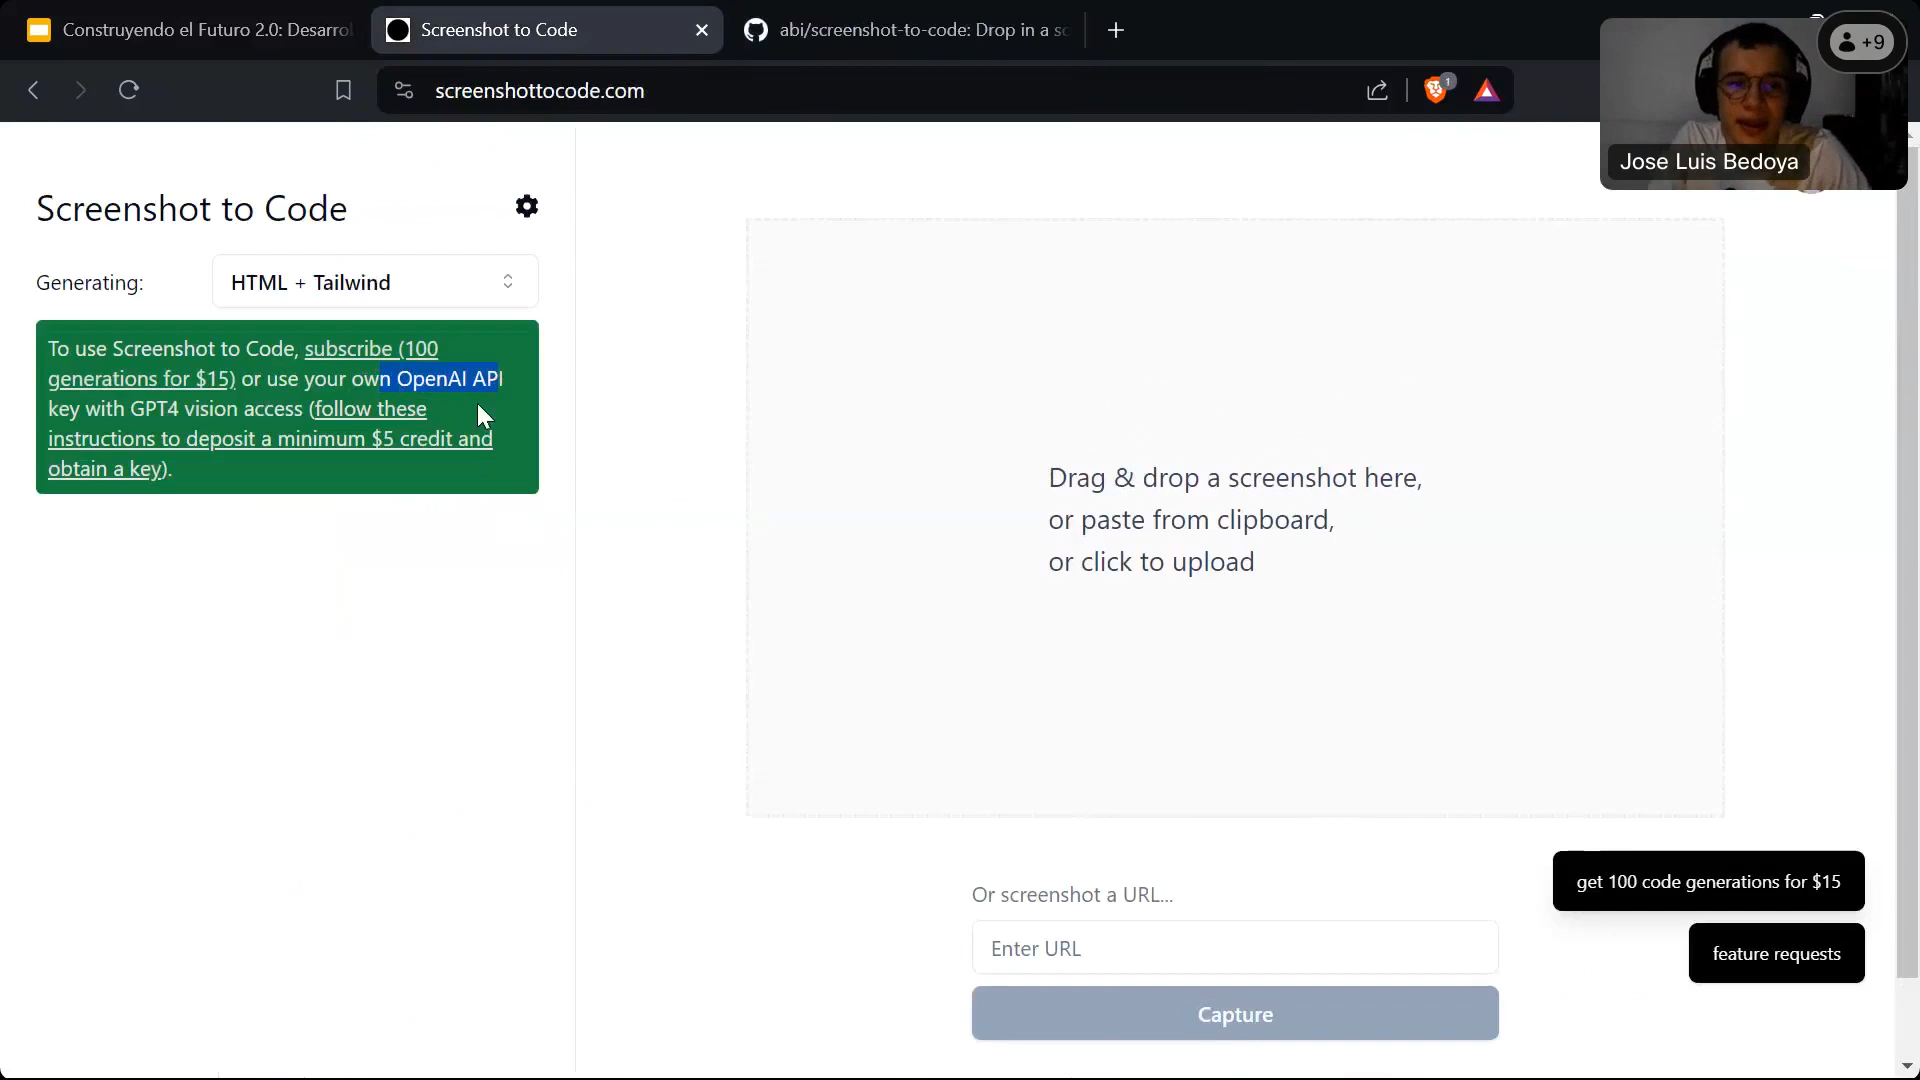 Construyendo el Futuro 2.0: Desarrol
Screenshot to Code
abi/screenshot-to-code: Drop in a sc
+9
screenshottocode.com
1
Jose Luis Bedoya
Screenshot to Code
Generating:
HTML + Tailwind
To use Screenshot to Code, subscribe (100
generations for $15) or use your own OpenAI API
key with GPT4 vision access (follow these
instructions to deposit a minimum $5 credit and
obtain a key).
Drag & drop a screenshot here,
or paste from clipboard,
or click to upload
Or screenshot a URL...
Enter URL
Capture
get 100 code generations for $15
feature requests